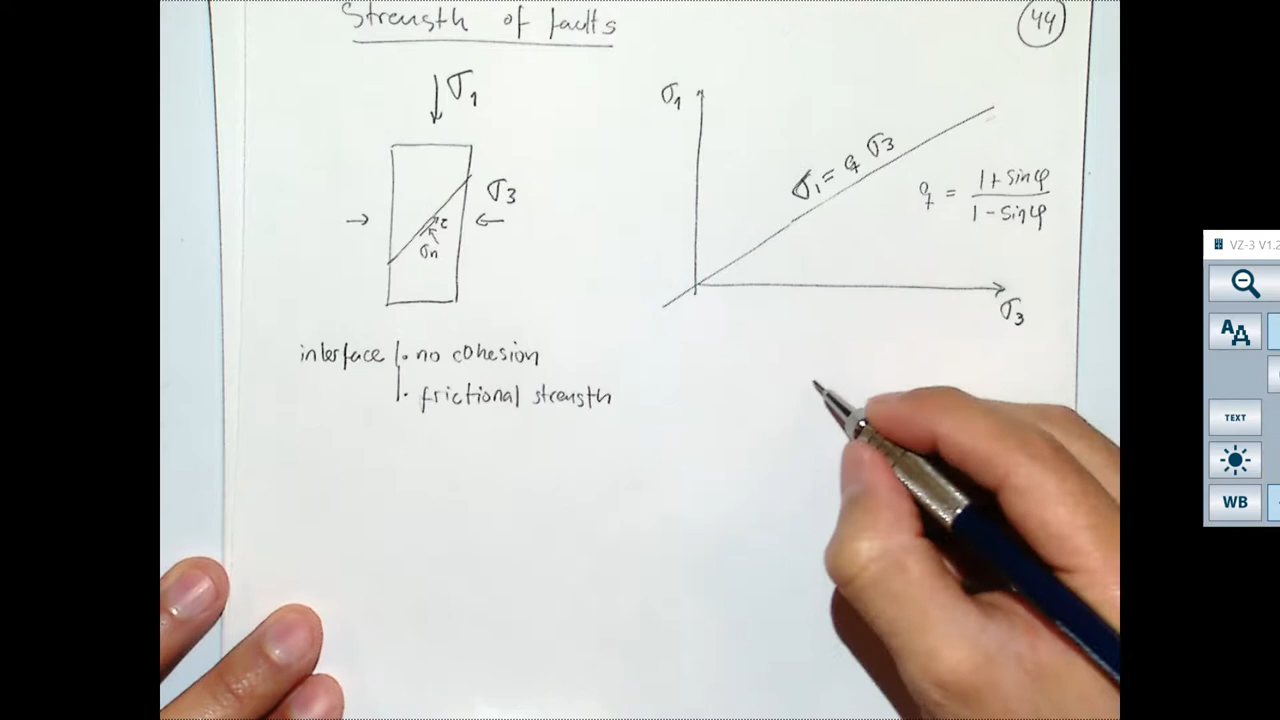 Strength of faults
44
σ1
σ3
τ
σn
interface
· no cohesion
· frictional strength
σ1
σ1 = q σ3
q = (1 + sinφ) / (1 - sinφ)
σ3
VZ-3 V1.2
AA
TEXT
WB